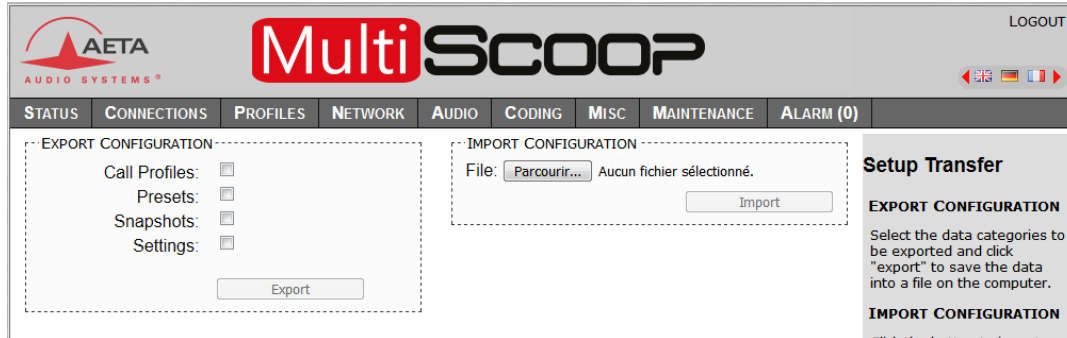 AETA
AUDIO SYSTEMS®
MultiSCOOP
LOGOUT
STATUS CONNECTIONS PROFILES NETWORK AUDIO CODING MISC MAINTENANCE ALARM (0)
EXPORT CONFIGURATION
Call Profiles:
Presets:
Snapshots:
Settings:
Export
IMPORT CONFIGURATION
File: Parcourir... Aucun fichier sélectionné.
Import
Setup Transfer
EXPORT CONFIGURATION
Select the data categories to
be exported and click
"export" to save the data
into a file on the computer.
IMPORT CONFIGURATION